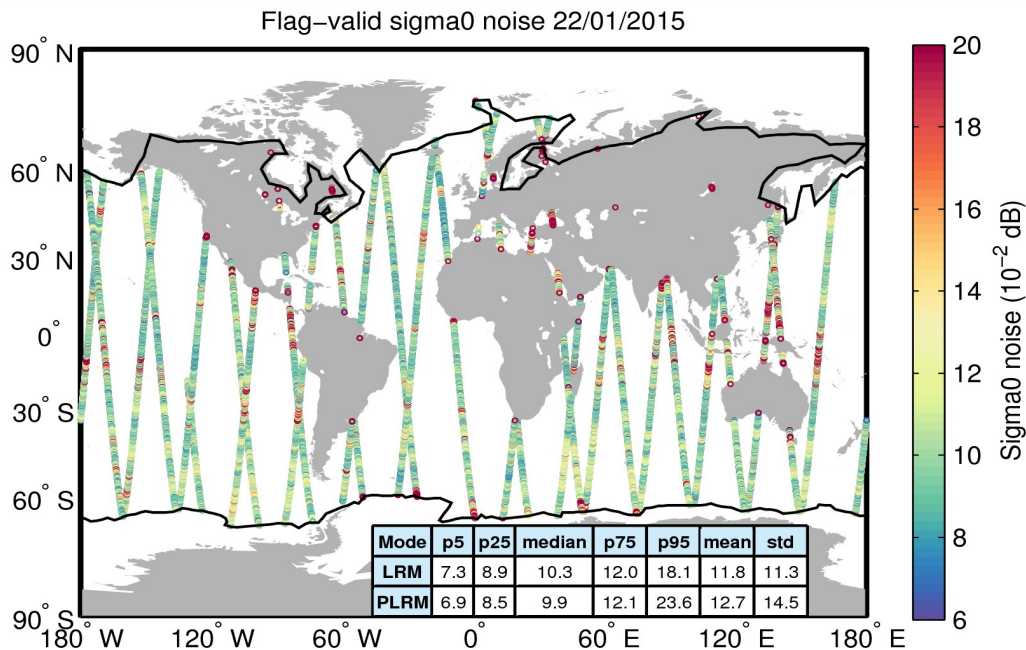 Flag−valid sigma0 noise 22/01/2015
90° N
60° N
30° N
0°
30° S
60° S
90° S
180° W
120° W
60° W
0°
60° E
120° E
180° E
Mode p5 p25 median p75 p95 mean std
LRM 7.3 8.9 10.3 12.0 18.1 11.8 11.3
PLRM 6.9 8.5 9.9 12.1 23.6 12.7 14.5
20
18
16
14
12
10
8
6
Sigma0 noise (10⁻² dB)